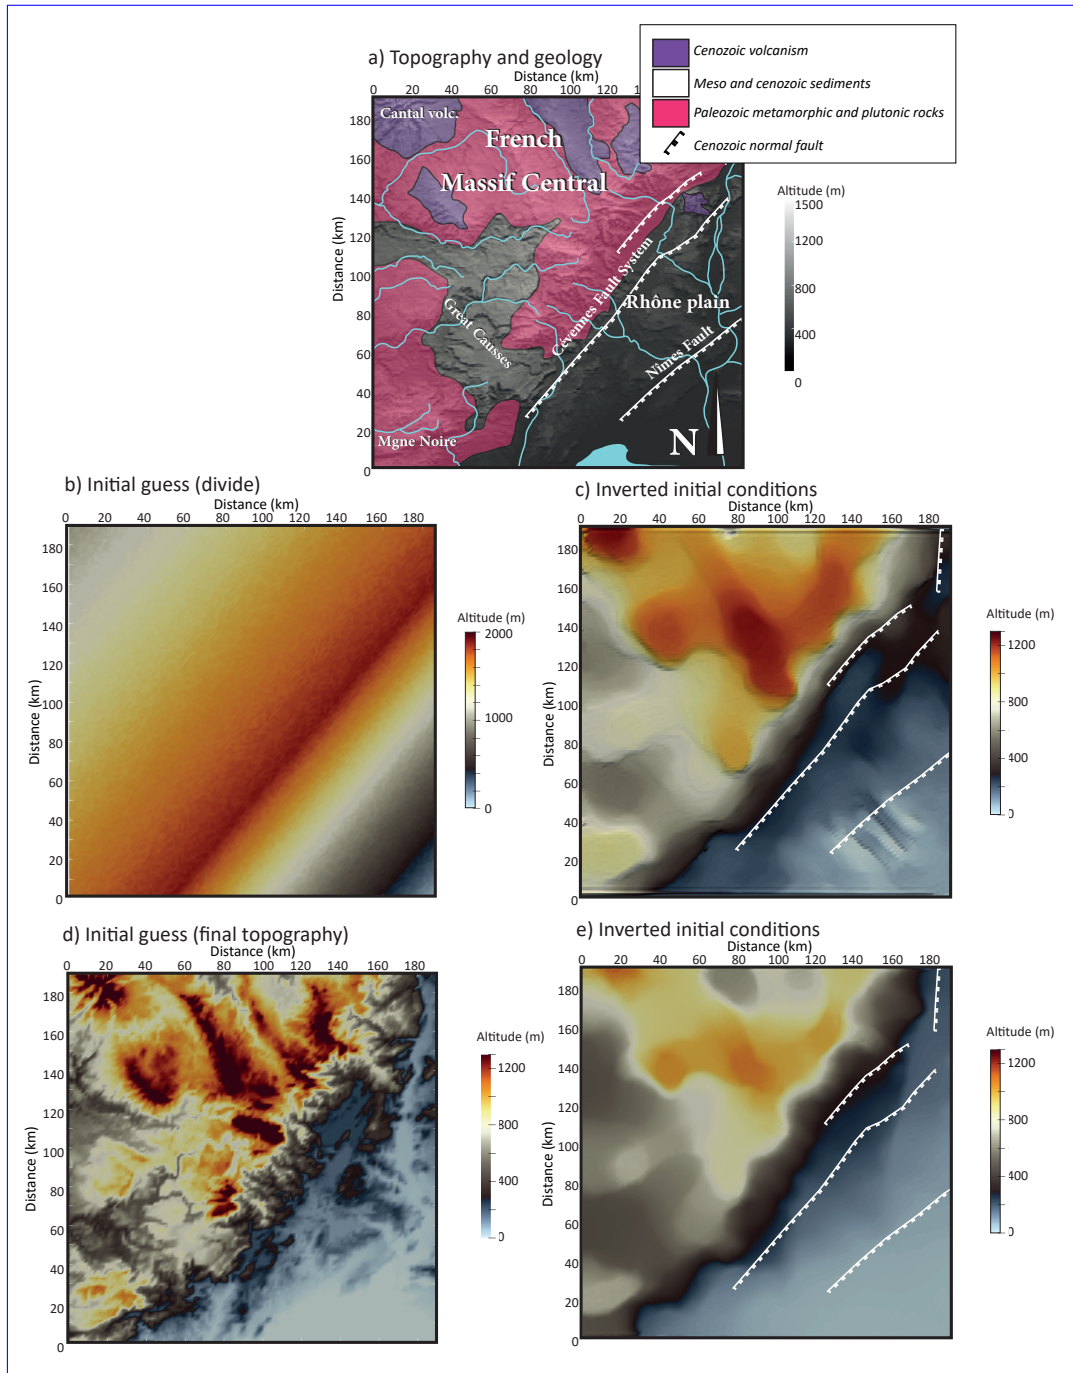 a) Topography and geology
Distance (km)
0 20 40 60 80 100 120
Cenozoic volcanism
Meso and cenozoic sediments
Paleozoic metamorphic and plutonic rocks
Cenozoic normal fault
Distance (km)
180
160
140
120
100
80
60
40
20
0
Cantal volc.
French
Massif Central
Great Causses
Cévennes Fault System
Rhône plain
Nîmes Fault
Mgne Noire
N
Altitude (m)
1500
1200
800
400
0
b) Initial guess (divide)
Distance (km)
0 20 40 60 80 100 120 140 160 180
Distance (km)
180
160
140
120
100
80
60
40
20
0
Altitude (m)
2000
1000
0
c) Inverted initial conditions
Distance (km)
0 20 40 60 80 100 120 140 160 180
Distance (km)
180
160
140
120
100
80
60
40
20
0
Altitude (m)
1200
800
400
0
d) Initial guess (final topography)
Distance (km)
0 20 40 60 80 100 120 140 160 180
Distance (km)
180
160
140
120
100
80
60
40
20
0
Altitude (m)
1200
800
400
0
e) Inverted initial conditions
Distance (km)
0 20 40 60 80 100 120 140 160 180
Distance (km)
180
160
140
120
100
80
60
40
20
0
Altitude (m)
1200
800
400
0